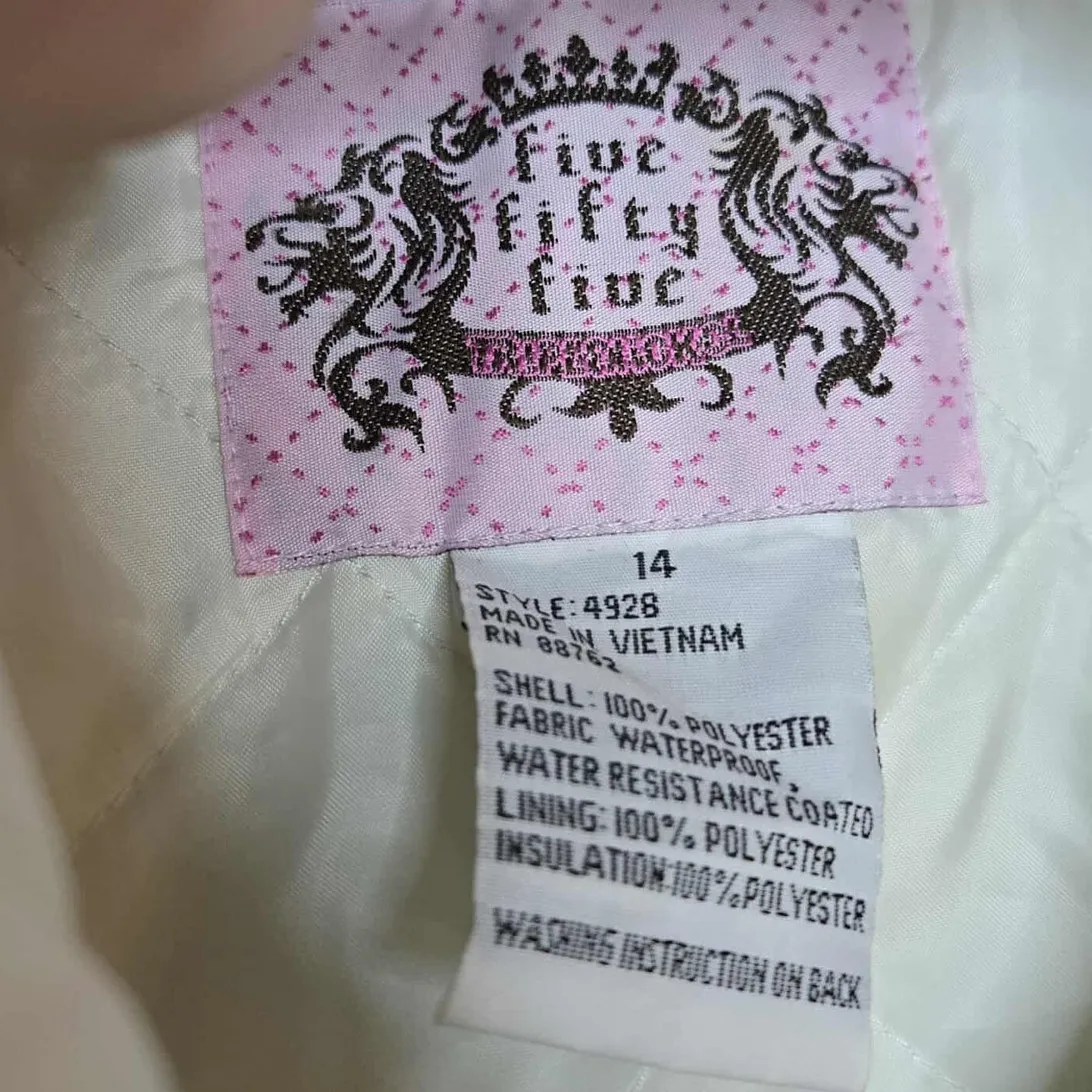 five
fifty
five
14
STYLE: 4928
MADE IN VIETNAM
RN 88762
SHELL: 100% POLYESTER
FABRIC WATERPROOF,
WATER RESISTANCE COATED
LINING: 100% POLYESTER
INSULATION: 100% POLYESTER
WASHING INSTRUCTION ON BACK